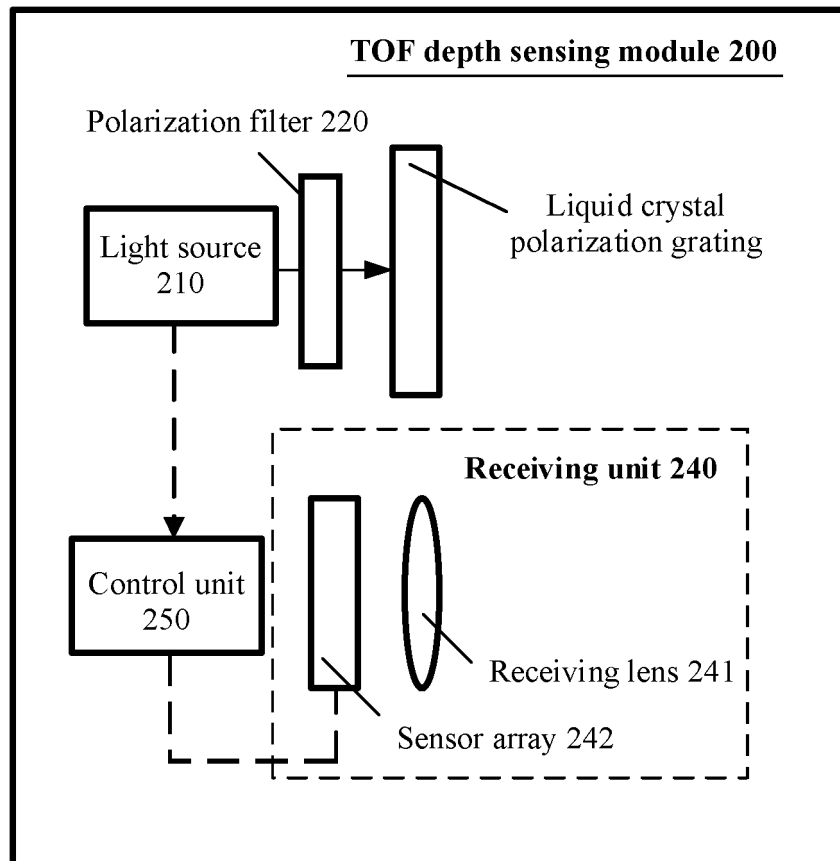 TOF depth sensing module 200
Polarization filter 220
Liquid crystal
polarization grating
Light source
210
Receiving unit 240
Control unit
250
Receiving lens 241
Sensor array 242